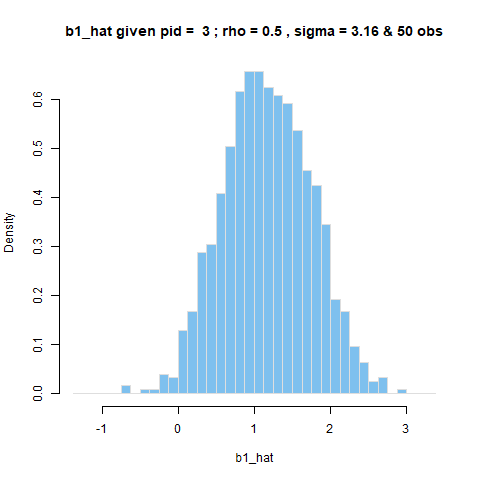 b1_hat given pid =  3 ; rho = 0.5 , sigma = 3.16 & 50 obs
Density
0.6
0.5
0.4
0.3
0.2
0.1
0.0
-1 0 1 2 3
b1_hat